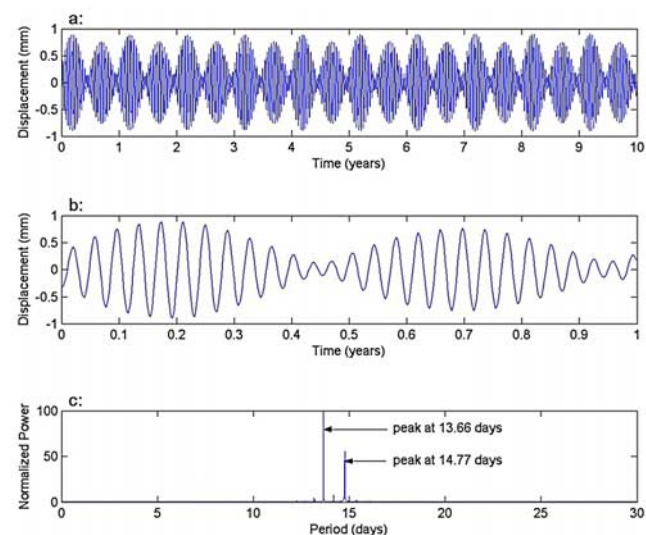 a:
1
0.5
0
-0.5
-1
Displacement (mm)
0 1 2 3 4 5 6 7 8 9 10
Time (years)
b:
1
0.5
0
-0.5
-1
Displacement (mm)
0 0.1 0.2 0.3 0.4 0.5 0.6 0.7 0.8 0.9 1
Time (years)
c:
100
50
0
Normalized Power
peak at 13.66 days
peak at 14.77 days
0 5 10 15 20 25 30
Period (days)